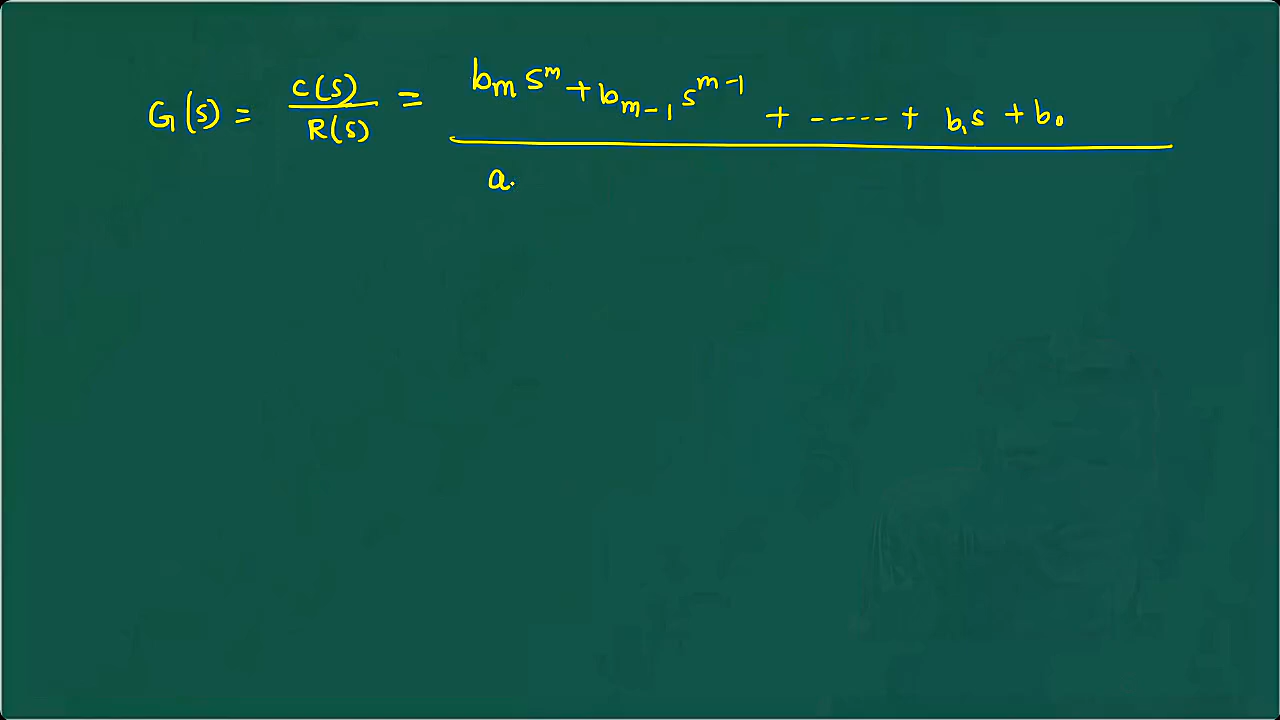 G(s) = C(s)/R(s) = (b_m s^m + b_{m-1} s^{m-1} + ----- + b_1 s + b_0)/
a